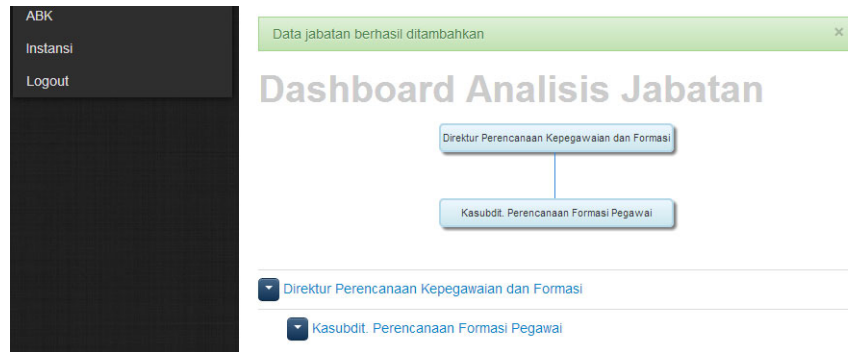 ABK
Instansi
Logout
Data jabatan berhasil ditambahkan ×
Dashboard Analisis Jabatan
Direktur Perencanaan Kepegawaian dan Formasi
Kasubdit. Perencanaan Formasi Pegawai
Direktur Perencanaan Kepegawaian dan Formasi
Kasubdit. Perencanaan Formasi Pegawai